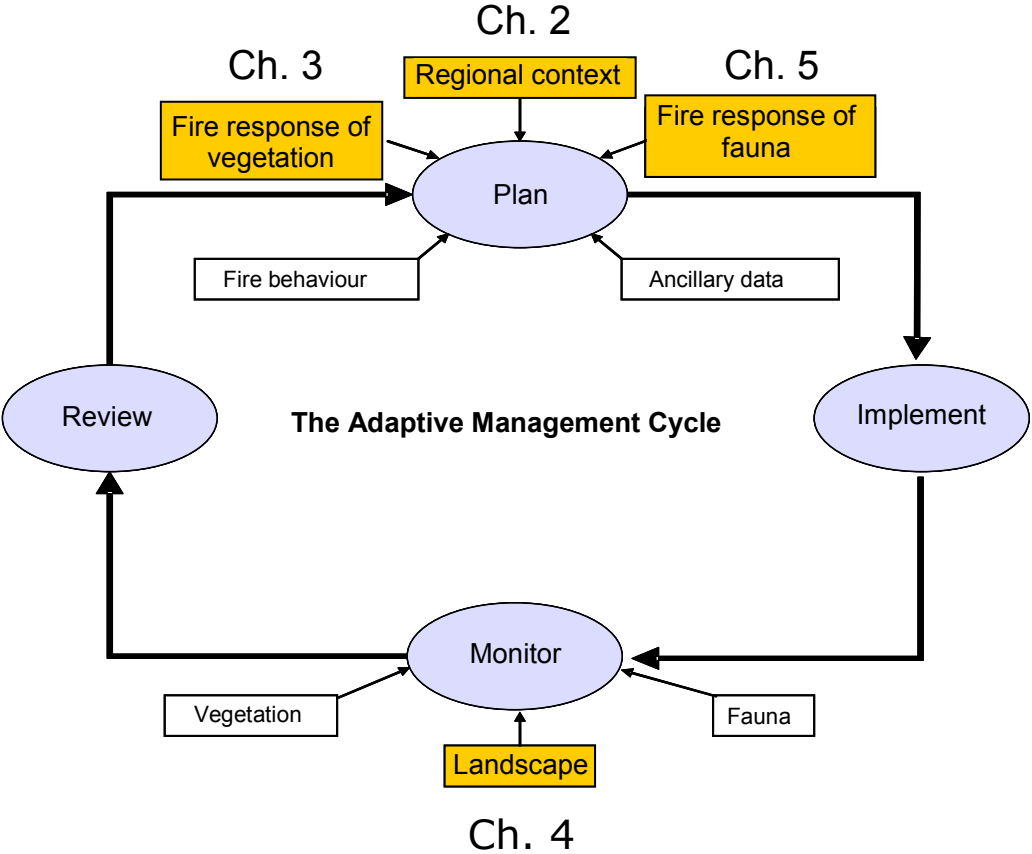 Ch. 2
Ch. 3
Regional context
Ch. 5
Fire response of
vegetation
Fire response of
fauna
Plan
Fire behaviour
Ancillary data
Review
The Adaptive Management Cycle
Implement
Monitor
Vegetation
Fauna
Landscape
Ch. 4